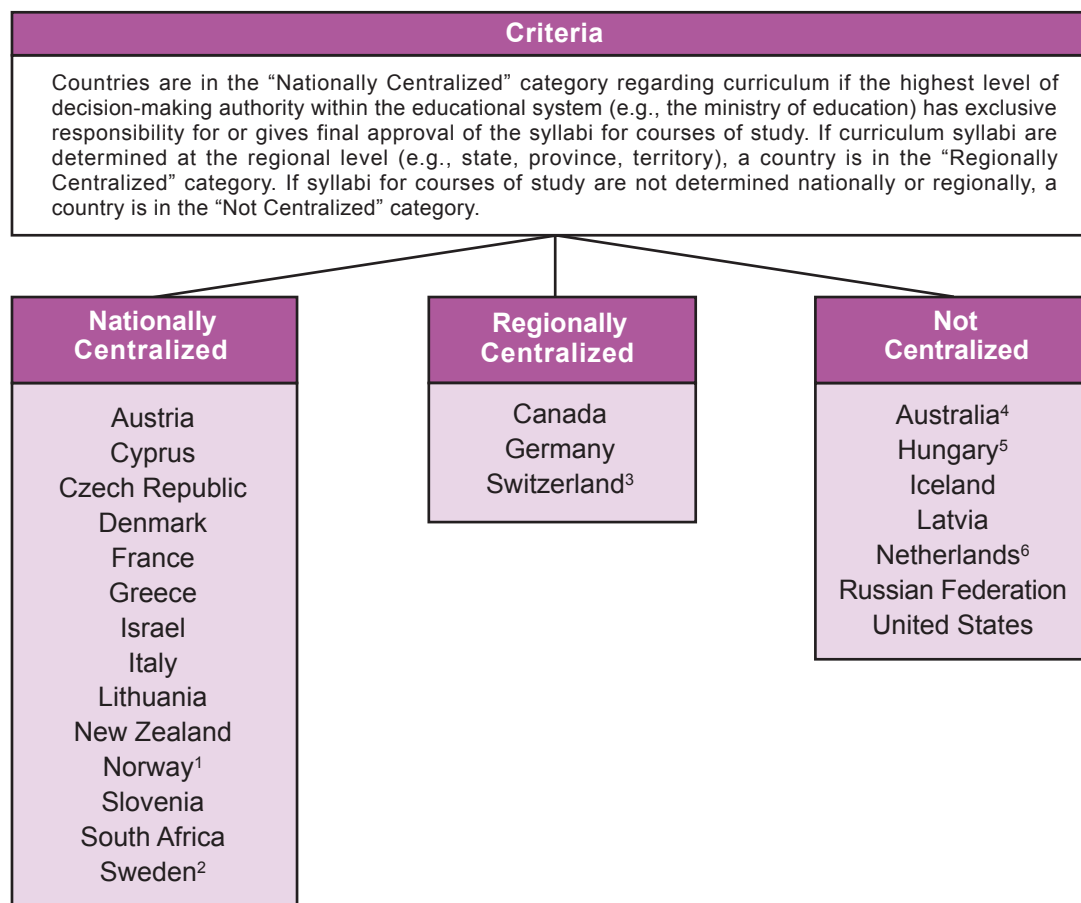 Criteria
Countries are in the “Nationally Centralized” category regarding curriculum if the highest level of
decision-making authority within the educational system (e.g., the ministry of education) has exclusive
responsibility for or gives final approval of the syllabi for courses of study. If curriculum syllabi are
determined at the regional level (e.g., state, province, territory), a country is in the “Regionally
Centralized” category. If syllabi for courses of study are not determined nationally or regionally, a
country is in the “Not Centralized” category.
Nationally
Centralized
Austria
Cyprus
Czech Republic
Denmark
France
Greece
Israel
Italy
Lithuania
New Zealand
Norway¹
Slovenia
South Africa
Sweden²
Regionally
Centralized
Canada
Germany
Switzerland³
Not
Centralized
Australia⁴
Hungary⁵
Iceland
Latvia
Netherlands⁶
Russian Federation
United States